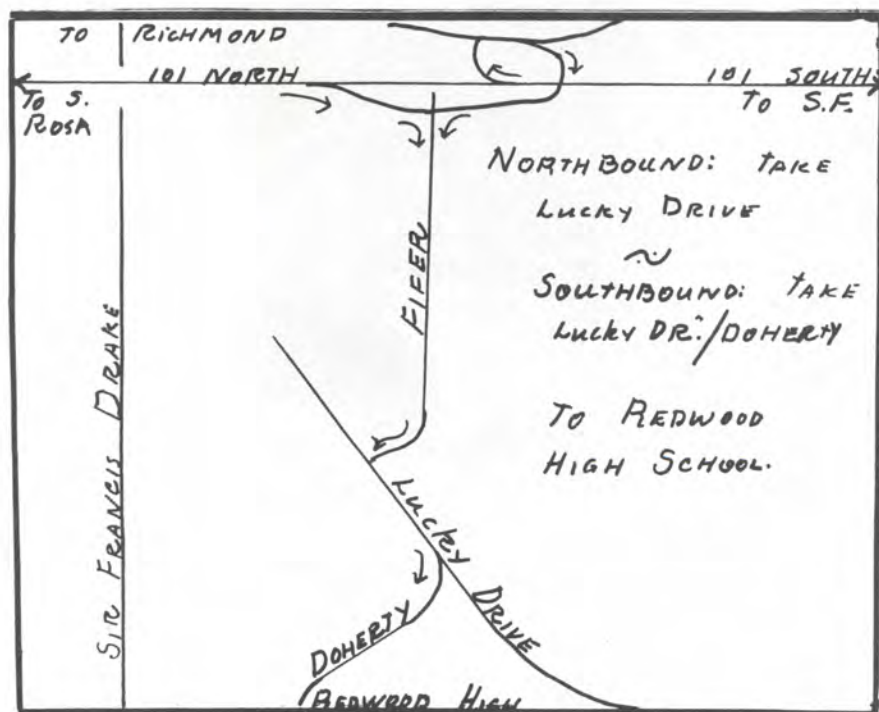 TO RICHMOND
101 NORTH
101 SOUTH
TO S.
ROSA
TO S.F.
NORTHBOUND: TAKE
LUCKY DRIVE
~
SOUTHBOUND: TAKE
LUCKY DR./DOHERTY
TO REDWOOD
HIGH SCHOOL.
FIFER
SIR FRANCIS DRAKE
LUCKY DRIVE
DOHERTY
REDWOOD HIGH